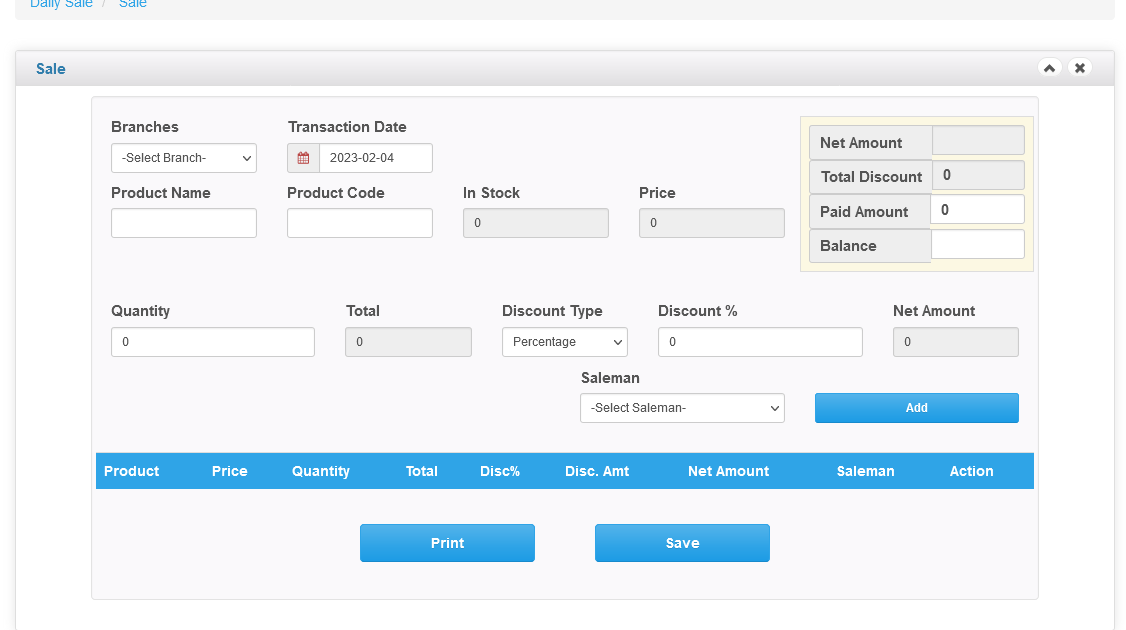 Daily Sale / Sale
Sale
Branches Transaction Date
-Select Branch- 2023-02-04
Product Name Product Code In Stock Price
0 0
Net Amount
Total Discount 0
Paid Amount 0
Balance
Quantity Total Discount Type Discount % Net Amount
0 0 Percentage 0 0
Saleman
-Select Saleman- Add
Product Price Quantity Total Disc% Disc. Amt Net Amount Saleman Action
Print Save